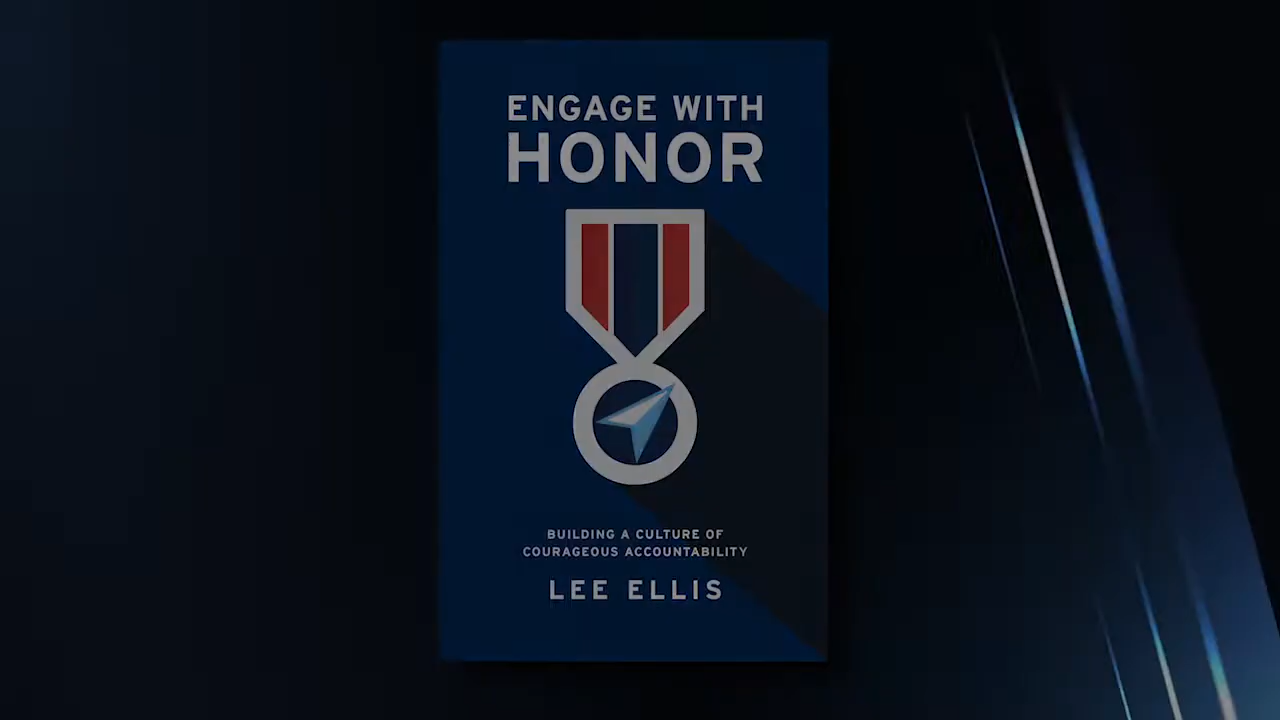 ENGAGE WITH
HONOR
BUILDING A CULTURE OF
COURAGEOUS ACCOUNTABILITY
LEE ELLIS